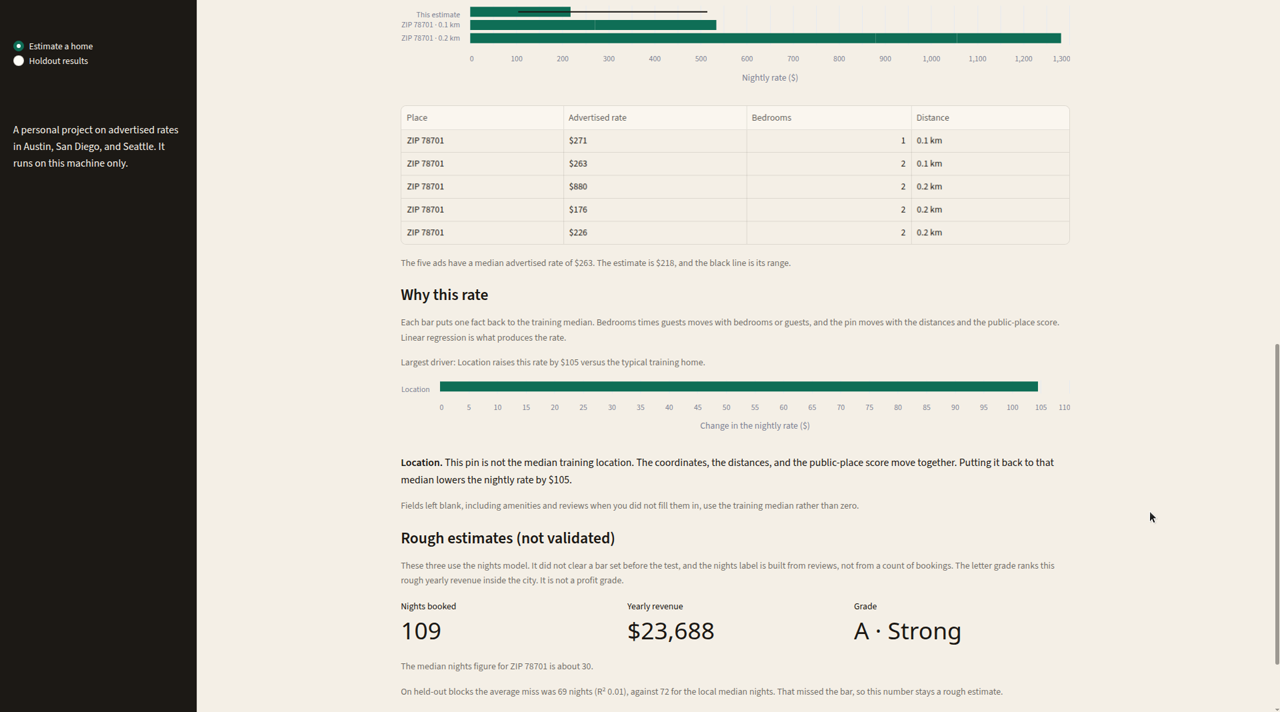 Estimate a home
Holdout results
A personal project on advertised rates
in Austin, San Diego, and Seattle. It
runs on this machine only.
This estimate
ZIP 78701 · 0.1 km
ZIP 78701 · 0.2 km
0 100 200 300 400 500 600 700 800 900 1,000 1,100 1,200 1,300
Nightly rate ($)
Place Advertised rate Bedrooms Distance
ZIP 78701 $271 1 0.1 km
ZIP 78701 $263 2 0.1 km
ZIP 78701 $880 2 0.2 km
ZIP 78701 $176 2 0.2 km
ZIP 78701 $226 2 0.2 km
The five ads have a median advertised rate of $263. The estimate is $218, and the black line is its range.
Why this rate
Each bar puts one fact back to the training median. Bedrooms times guests moves with bedrooms or guests, and the pin moves with the distances and the public-place score.
Linear regression is what produces the rate.
Largest driver: Location raises this rate by $105 versus the typical training home.
Location
0 5 10 15 20 25 30 35 40 45 50 55 60 65 70 75 80 85 90 95 100 105 110
Change in the nightly rate ($)
Location. This pin is not the median training location. The coordinates, the distances, and the public-place score move together. Putting it back to that
median lowers the nightly rate by $105.
Fields left blank, including amenities and reviews when you did not fill them in, use the training median rather than zero.
Rough estimates (not validated)
These three use the nights model. It did not clear a bar set before the test, and the nights label is built from reviews, not from a count of bookings. The letter grade ranks this
rough yearly revenue inside the city. It is not a profit grade.
Nights booked Yearly revenue Grade
109 $23,688 A · Strong
The median nights figure for ZIP 78701 is about 30.
On held-out blocks the average miss was 69 nights (R² 0.01), against 72 for the local median nights. That missed the bar, so this number stays a rough estimate.